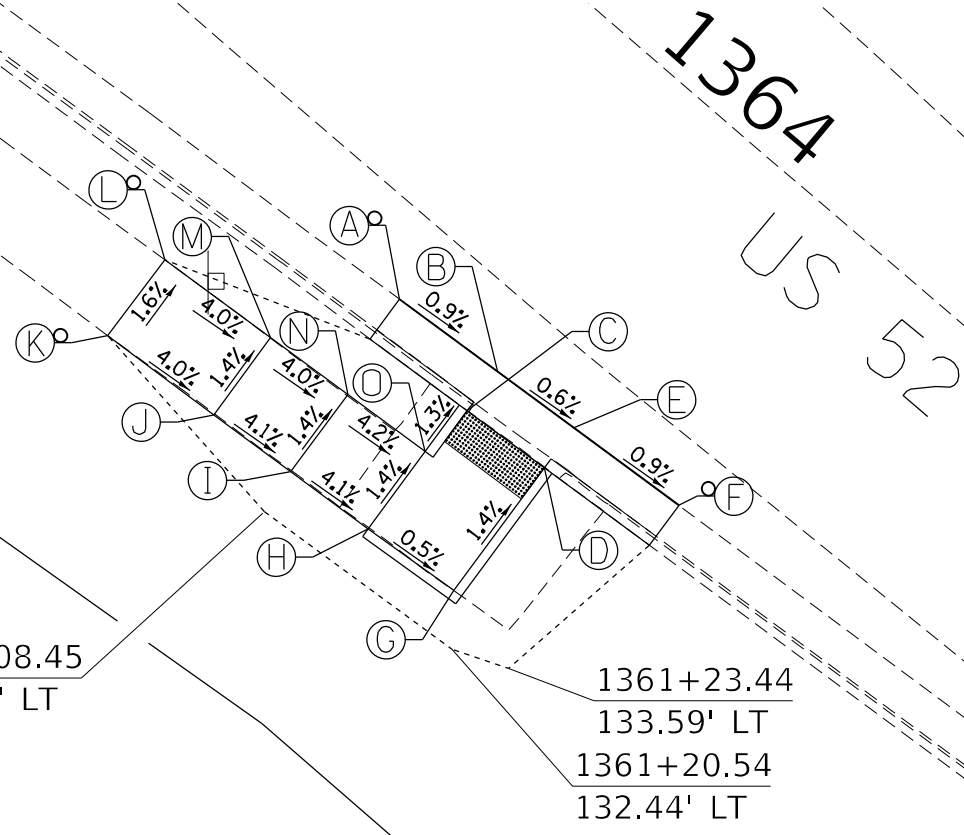 1364
US 52
L
A
M
B
0.9%
1.6%
4.0%
K
N
C
4.0%
1.4%
4.0%
O
1.3%
0.6%
E
J
4.1%
1.4%
4.2%
0.9%
I
4.1%
1.4%
F
1.4%
H
0.5%
D
G
08.45
' LT
1361+23.44
133.59' LT
1361+20.54
132.44' LT